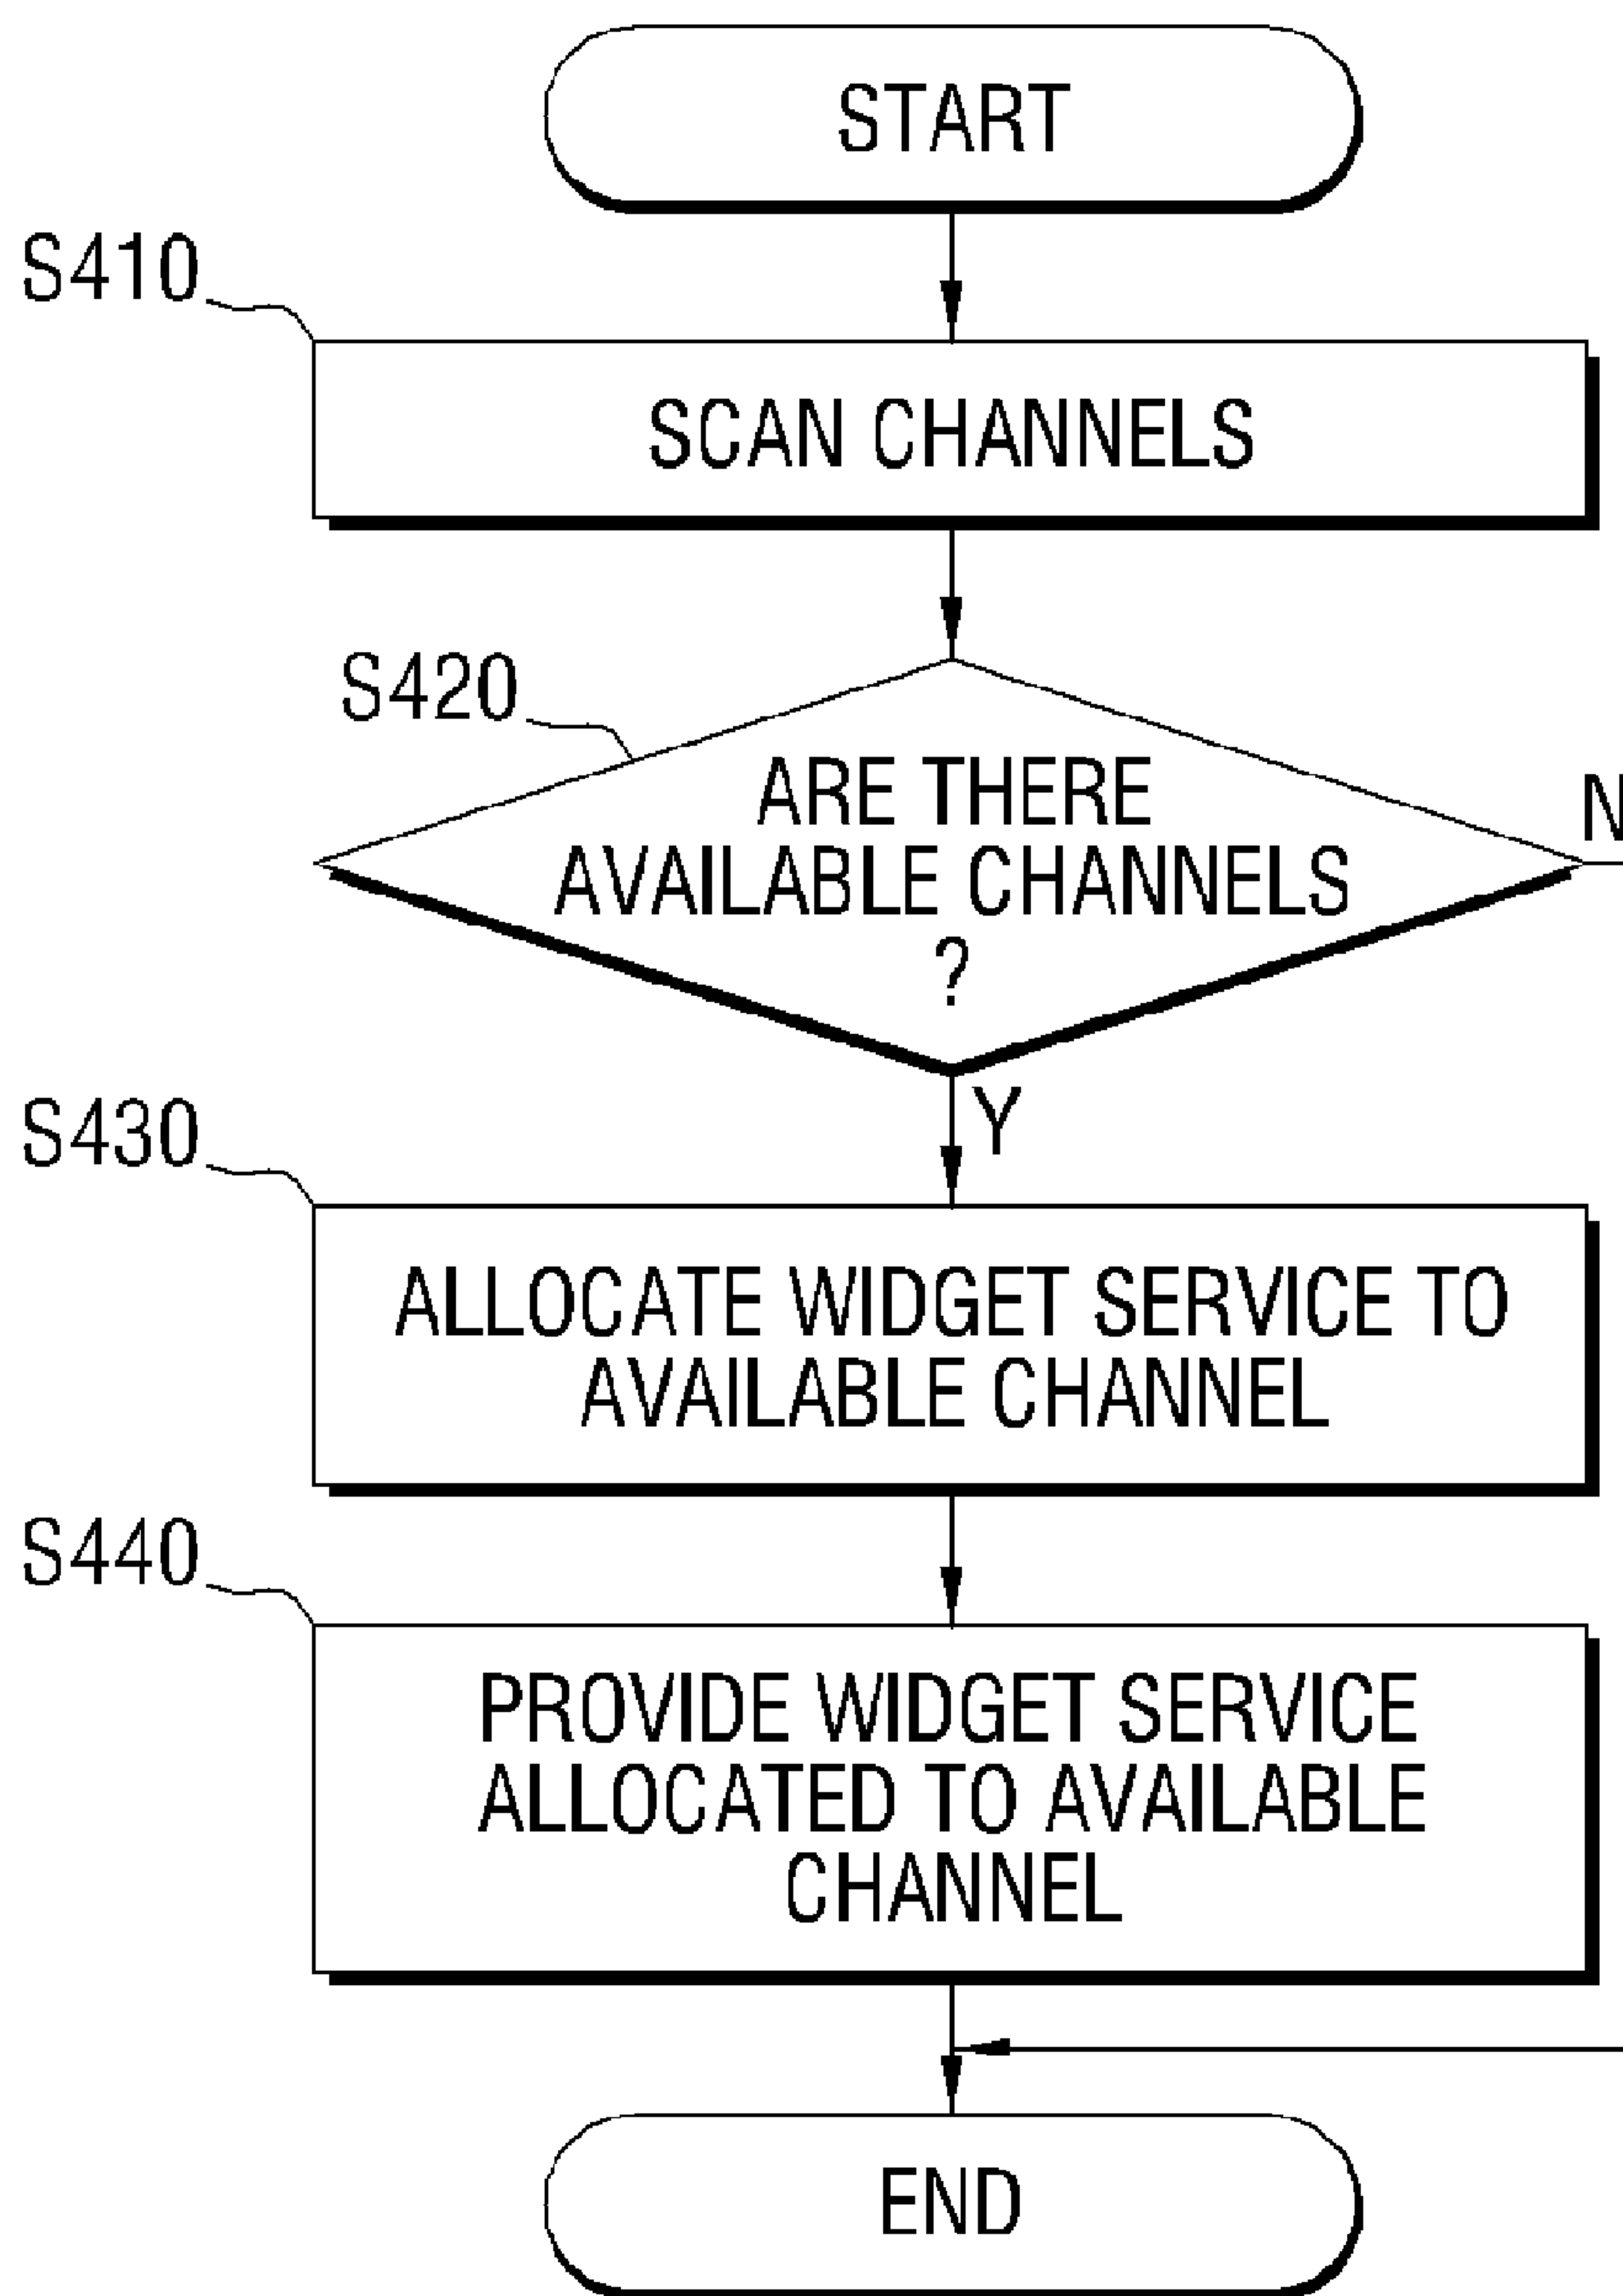 START
S410
SCAN CHANNELS
S420
ARE THERE
AVAILABLE CHANNELS
?
N
Y
S430
ALLOCATE WIDGET SERVICE TO
AVAILABLE CHANNEL
S440
PROVIDE WIDGET SERVICE
ALLOCATED TO AVAILABLE
CHANNEL
END